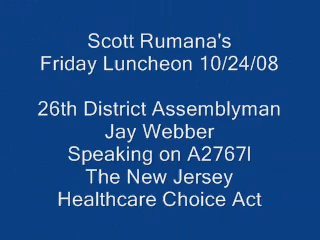 Scott Rumana's
Friday Luncheon 10/24/08
26th District Assemblyman
Jay Webber
Speaking on A2767l
The New Jersey
Healthcare Choice Act